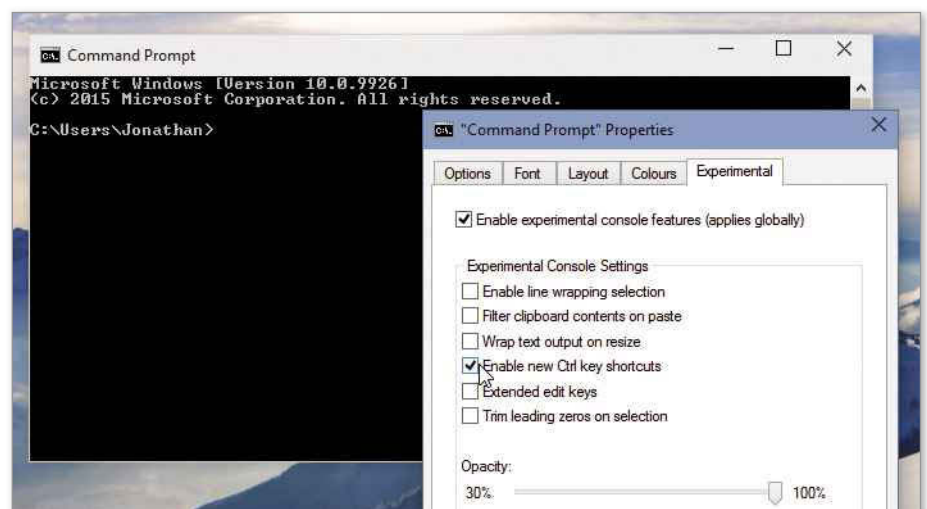 Command Prompt
Microsoft Windows [Version 10.0.9926]
(c) 2015 Microsoft Corporation. All rights reserved.
C:\Users\Jonathan>
"Command Prompt" Properties
Options Font Layout Colours Experimental
Enable experimental console features (applies globally)
Experimental Console Settings
Enable line wrapping selection
Filter clipboard contents on paste
Wrap text output on resize
Enable new Ctrl key shortcuts
Extended edit keys
Trim leading zeros on selection
Opacity:
30% 100%